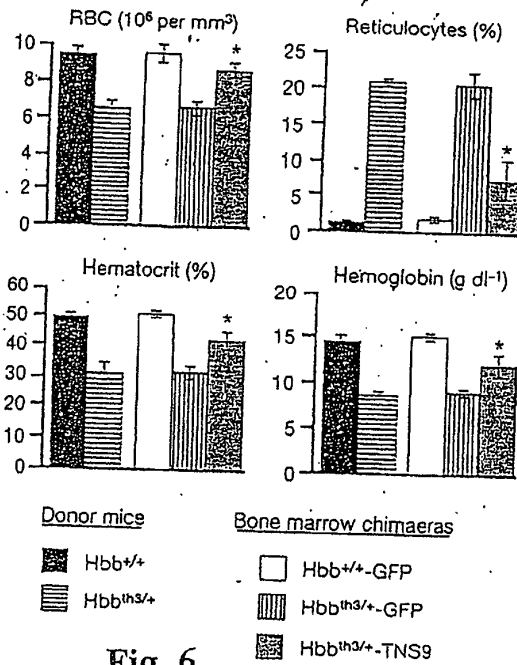 RBC (10⁶ per mm³)
10
8
6
4
2
0
*
Reticulocytes (%)
25
20
15
10
5
0
*
Hematocrit (%)
60
50
40
30
20
10
0
*
Hemoglobin (g dl⁻¹)
20
15
10
5
0
*
Donor mice
Hbb⁺/⁺
Hbbᵗʰ³/⁺
Bone marrow chimaeras
Hbb⁺/⁺-GFP
Hbbᵗʰ³/⁺-GFP
Hbbᵗʰ³/⁺-TNS9
Fig. 6